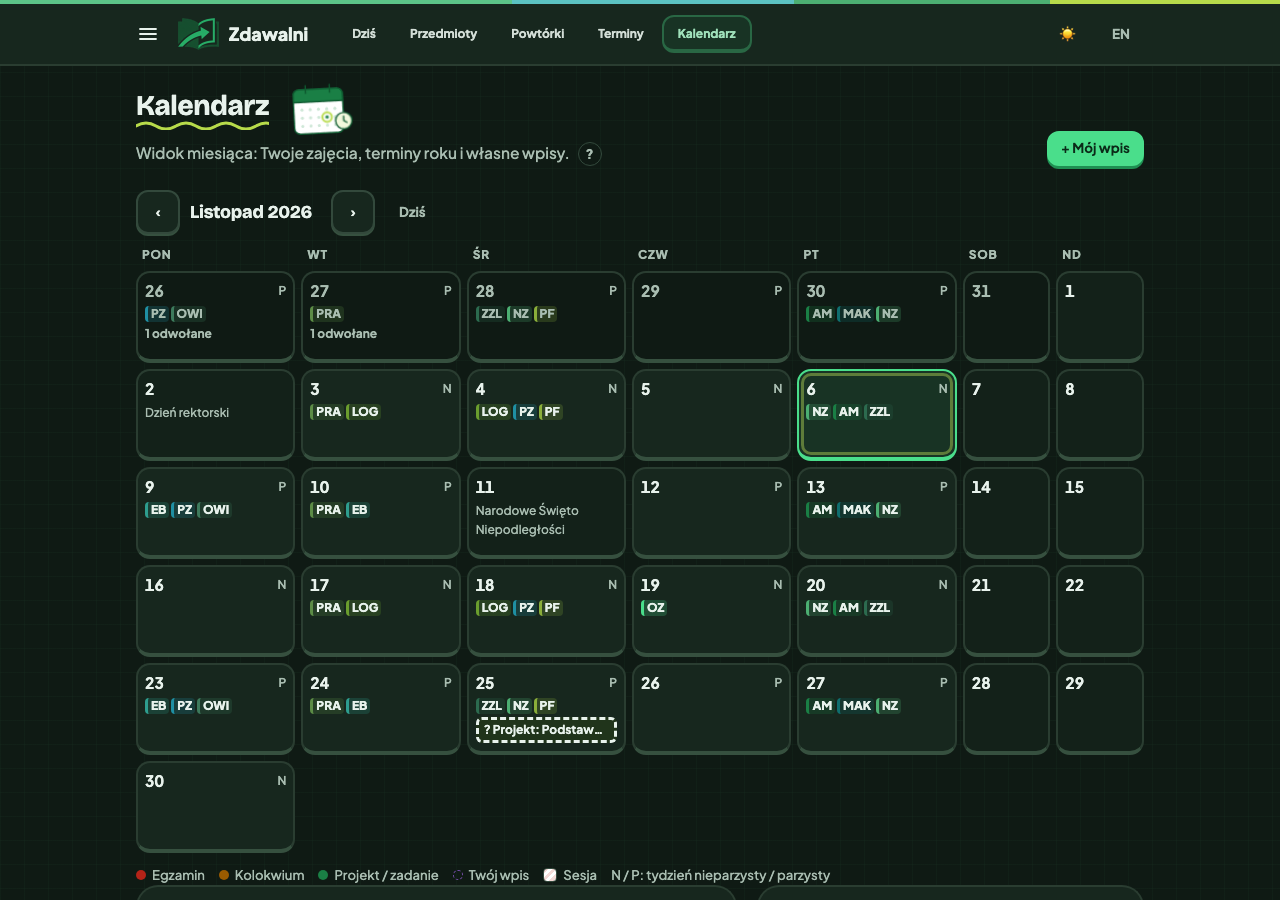 Zdawalni Dziś Przedmioty Powtórki Terminy Kalendarz EN
Kalendarz
Widok miesiąca: Twoje zajęcia, terminy roku i własne wpisy. ?
+ Mój wpis
‹ Listopad 2026 › Dziś
PON WT ŚR CZW PT SOB ND
26 P 27 P 28 P 29 P 30 P 31 1
PZ OWI PRA ZZL NZ PF AM MAK NZ
1 odwołane 1 odwołane
2 3 N 4 N 5 N 6 N 7 8
Dzień rektorski PRA LOG LOG PZ PF NZ AM ZZL
9 P 10 P 11 12 P 13 P 14 15
EB PZ OWI PRA EB Narodowe Święto AM MAK NZ
Niepodległości
16 N 17 N 18 N 19 N 20 N 21 22
PRA LOG LOG PZ PF OZ NZ AM ZZL
23 P 24 P 25 P 26 P 27 P 28 29
EB PZ OWI PRA EB ZZL NZ PF AM MAK NZ
? Projekt: Podstaw...
30 N
Egzamin Kolokwium Projekt / zadanie Twój wpis Sesja N / P: tydzień nieparzysty / parzysty